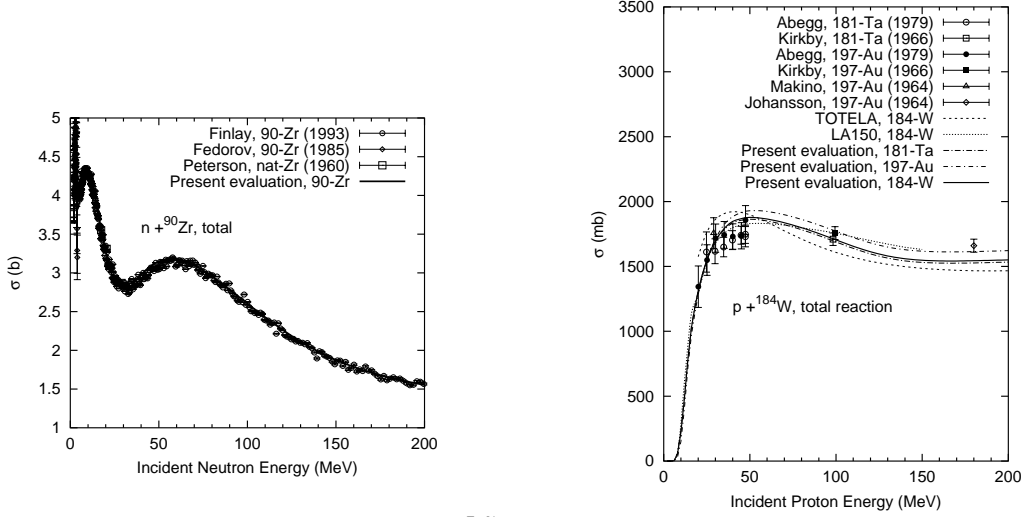 5
4.5
4
3.5
3
2.5
2
1.5
1
σ (b)
Finlay, 90-Zr (1993)
Fedorov, 90-Zr (1985)
Peterson, nat-Zr (1960)
Present evaluation, 90-Zr
n +90Zr, total
0 50 100 150 200
Incident Neutron Energy (MeV)
3500
3000
2500
2000
1500
1000
500
0
σ (mb)
Abegg, 181-Ta (1979)
Kirkby, 181-Ta (1966)
Abegg, 197-Au (1979)
Kirkby, 197-Au (1966)
Makino, 197-Au (1964)
Johansson, 197-Au (1964)
TOTELA, 184-W
LA150, 184-W
Present evaluation, 181-Ta
Present evaluation, 197-Au
Present evaluation, 184-W
p +184W, total reaction
0 50 100 150 200
Incident Proton Energy (MeV)